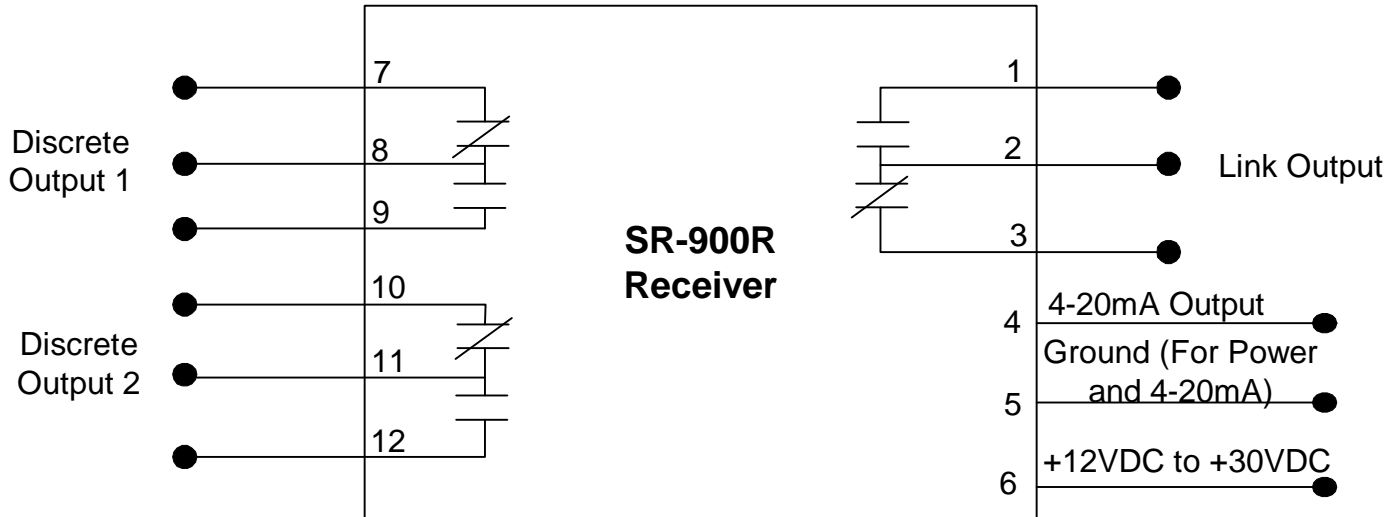 7
8
9
Discrete
Output 1
10
11
12
Discrete
Output 2
SR-900R
Receiver
1
2
3
Link Output
4
4-20mA Output
Ground (For Power
and 4-20mA)
5
+12VDC to +30VDC
6